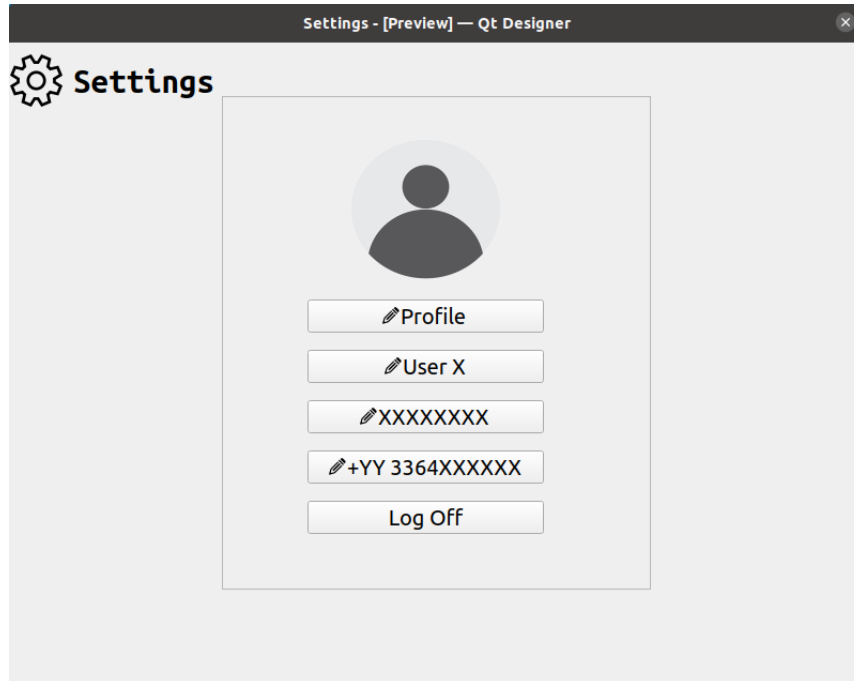 Settings - [Preview] — Qt Designer
Settings
Profile
User X
XXXXXXXX
+YY 3364XXXXXX
Log Off